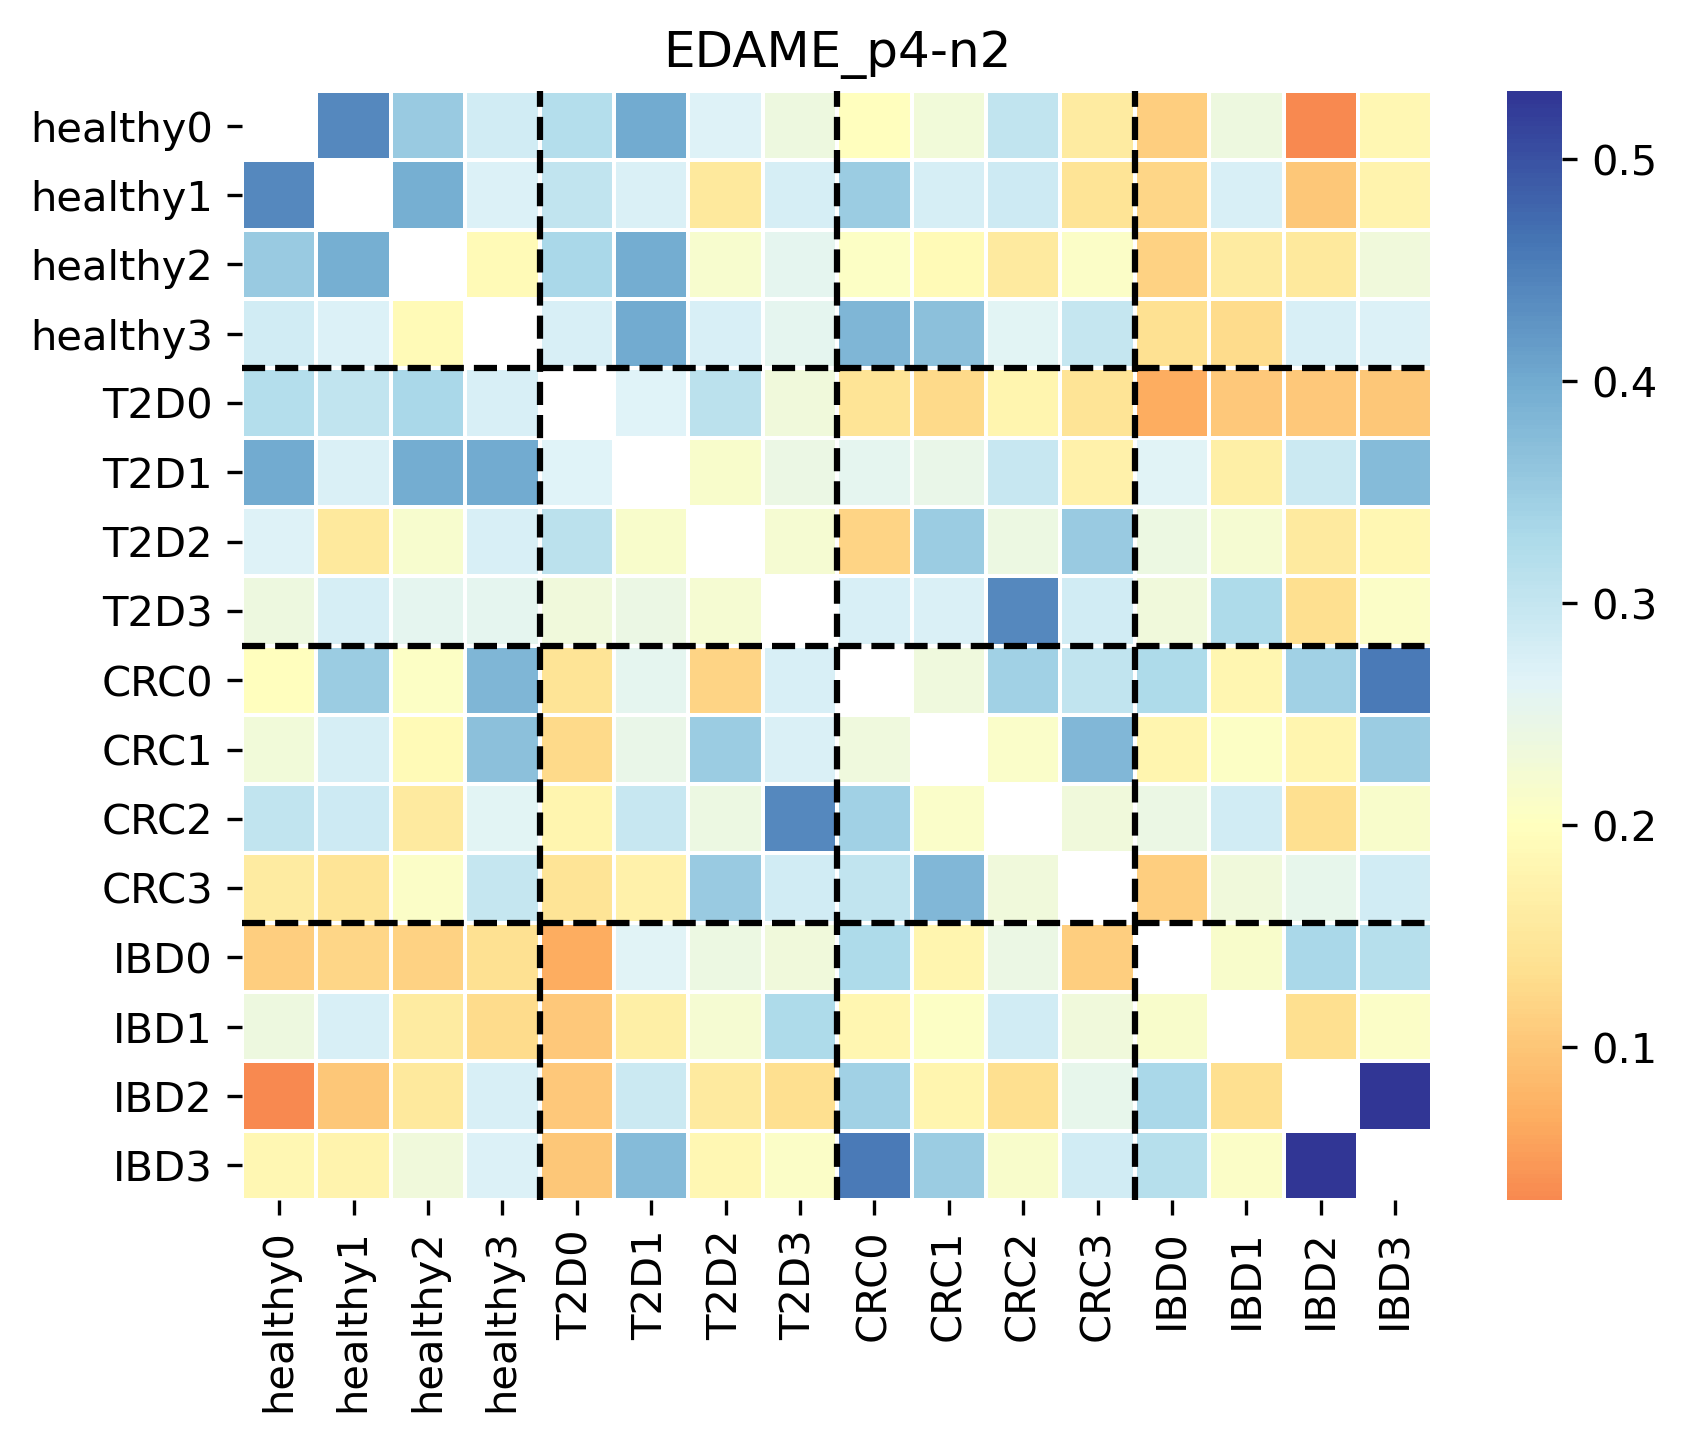 EDAME_p4-n2
healthy0
healthy1
healthy2
healthy3
T2D0
T2D1
T2D2
T2D3
CRC0
CRC1
CRC2
CRC3
IBD0
IBD1
IBD2
IBD3
healthy0
healthy1
healthy2
healthy3
T2D0
T2D1
T2D2
T2D3
CRC0
CRC1
CRC2
CRC3
IBD0
IBD1
IBD2
IBD3
0.5
0.4
0.3
0.2
0.1